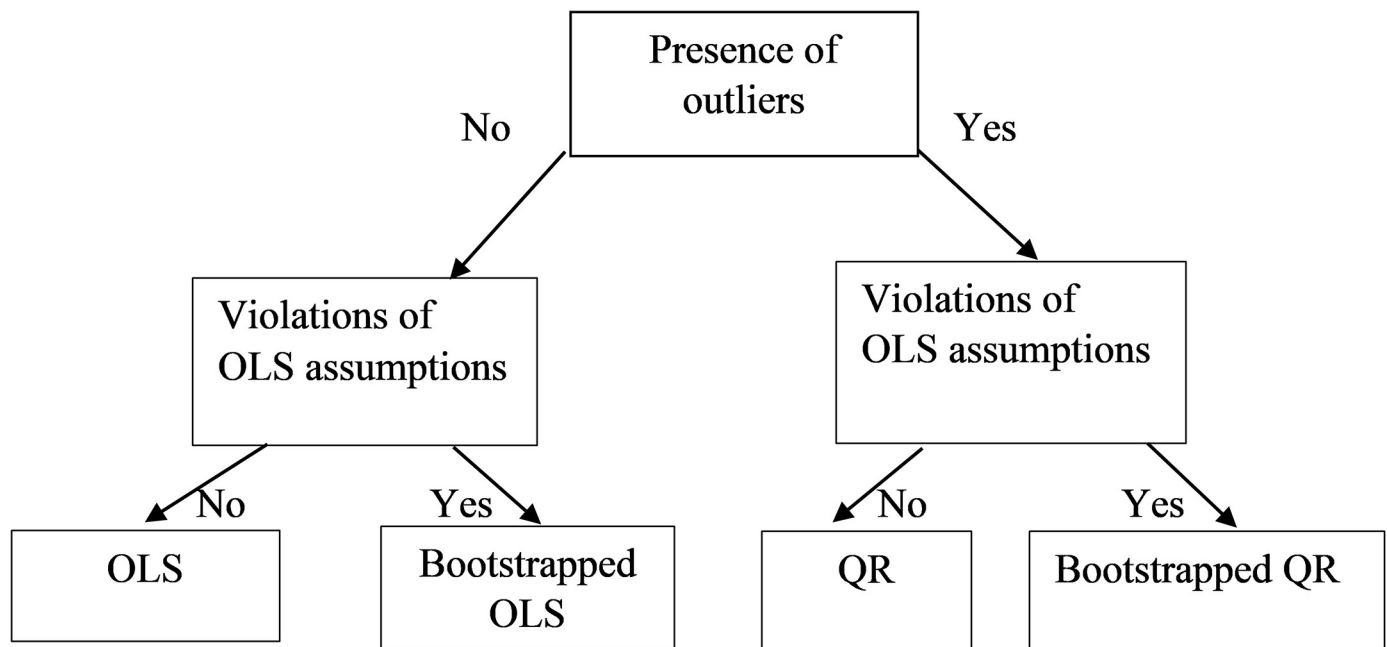 Presence of
outliers
No
Yes
Violations of
OLS assumptions
Violations of
OLS assumptions
No
Yes
No
Yes
OLS
Bootstrapped
OLS
QR
Bootstrapped QR